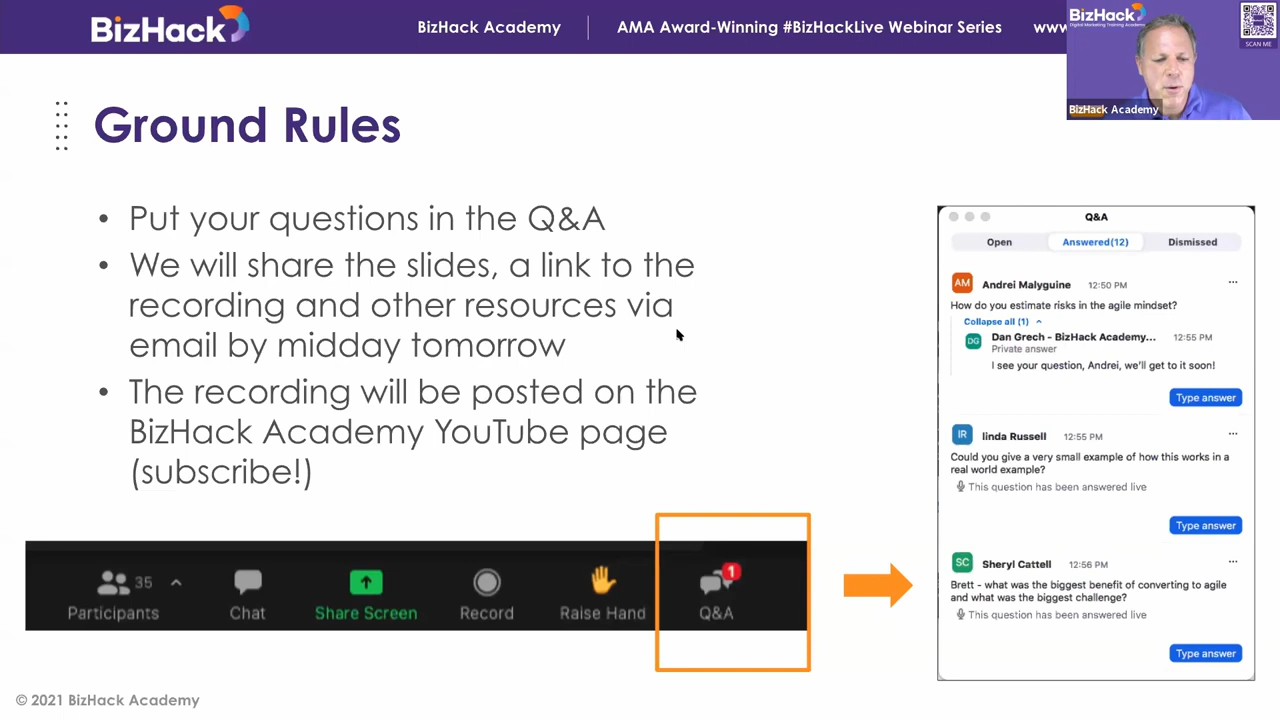 BizHack
BizHack Academy
AMA Award-Winning #BizHackLive Webinar Series
www
BizHack
Digital Marketing Training Academy
SCAN ME
BizHack Academy
Ground Rules
• Put your questions in the Q&A
• We will share the slides, a link to the
recording and other resources via
email by midday tomorrow
• The recording will be posted on the
BizHack Academy YouTube page
(subscribe!)
35
Participants
Chat
Share Screen
Record
Raise Hand
1
Q&A
Q&A
Open
Answered(12)
Dismissed
AM
Andrei Malyguine 12:50 PM
How do you estimate risks in the agile mindset?
Collapse all (1)
DG
Dan Grech - BizHack Academy... 12:55 PM
Private answer
I see your question, Andrei, we'll get to it soon!
Type answer
IR
linda Russell 12:55 PM
Could you give a very small example of how this works in a
real world example?
This question has been answered live
Type answer
SC
Sheryl Cattell 12:56 PM
Brett - what was the biggest benefit of converting to agile
and what was the biggest challenge?
This question has been answered live
Type answer
© 2021 BizHack Academy